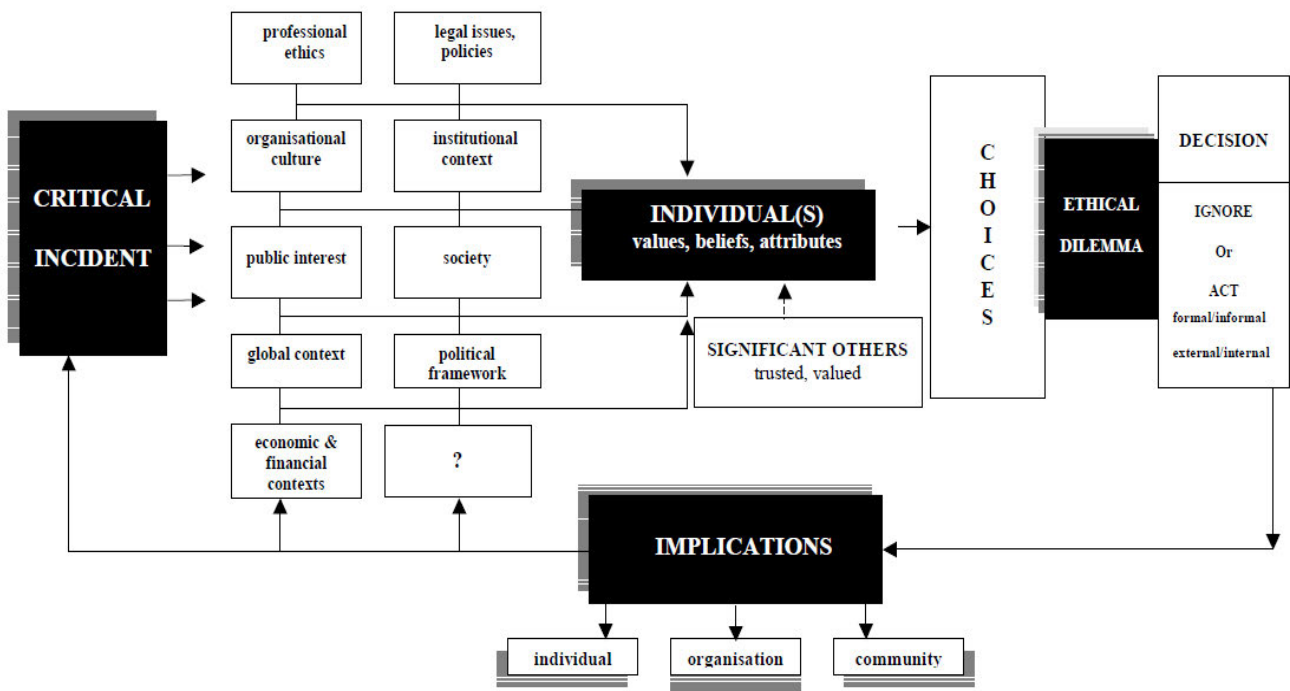 professional
ethics
legal issues,
policies
CRITICAL
INCIDENT
organisational
culture
institutional
context
public interest
society
global context
political
framework
economic &
financial
contexts
?
INDIVIDUAL(S)
values, beliefs, attributes
SIGNIFICANT OTHERS
trusted, valued
C
H
O
I
C
E
S
ETHICAL
DILEMMA
DECISION
IGNORE
Or
ACT
formal/informal
external/internal
IMPLICATIONS
individual
organisation
community